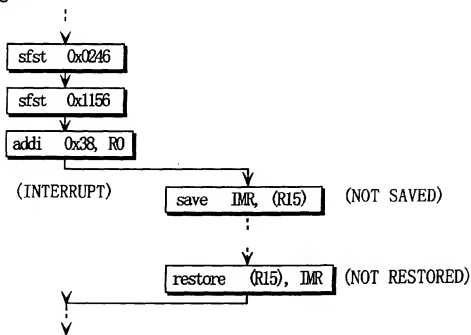 sfst 0x0246
sfst 0x1156
addi 0x38, R0
(INTERRUPT)
save IMR, (R15) (NOT SAVED)
restore (R15), IMR (NOT RESTORED)